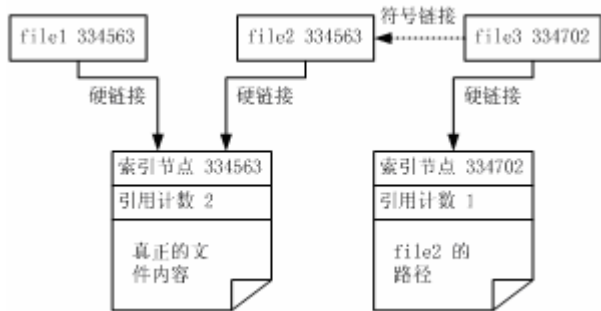 符号链接
file1 334563
file2 334563
file3 334702
硬链接
硬链接
硬链接
索引节点 334563
引用计数 2
真正的文
件内容
索引节点 334702
引用计数 1
file2 的
路径